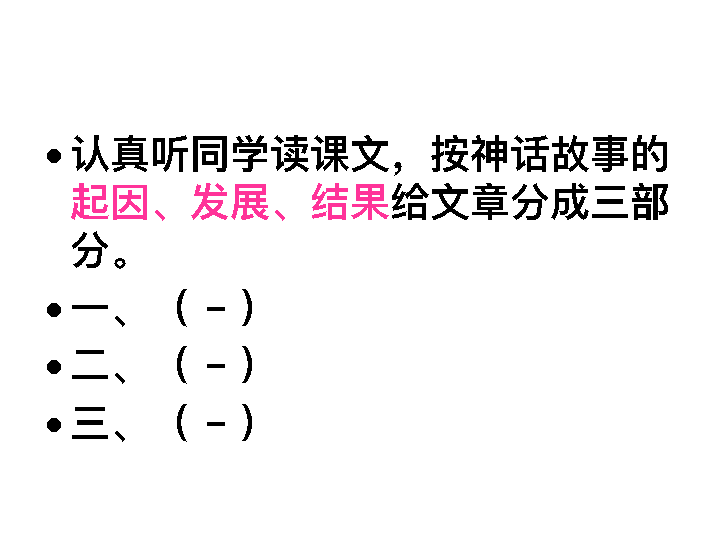 •认真听同学读课文，按神话故事的
起因、发展、结果给文章分成三部
分。
•一、（–）
•二、（–）
•三、（–）